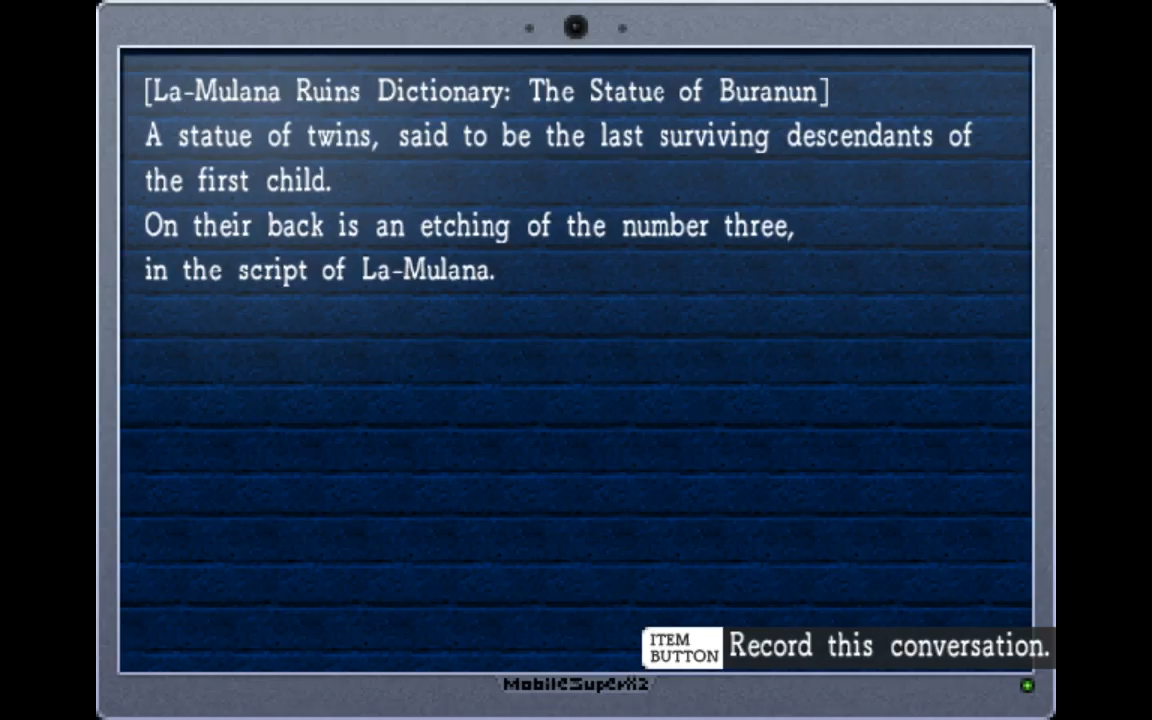 [La-Mulana Ruins Dictionary: The Statue of Buranun]
A statue of twins, said to be the last surviving descendants of
the first child.
On their back is an etching of the number three,
in the script of La-Mulana.
ITEM
BUTTON
Record this conversation.
MobileSuperX2